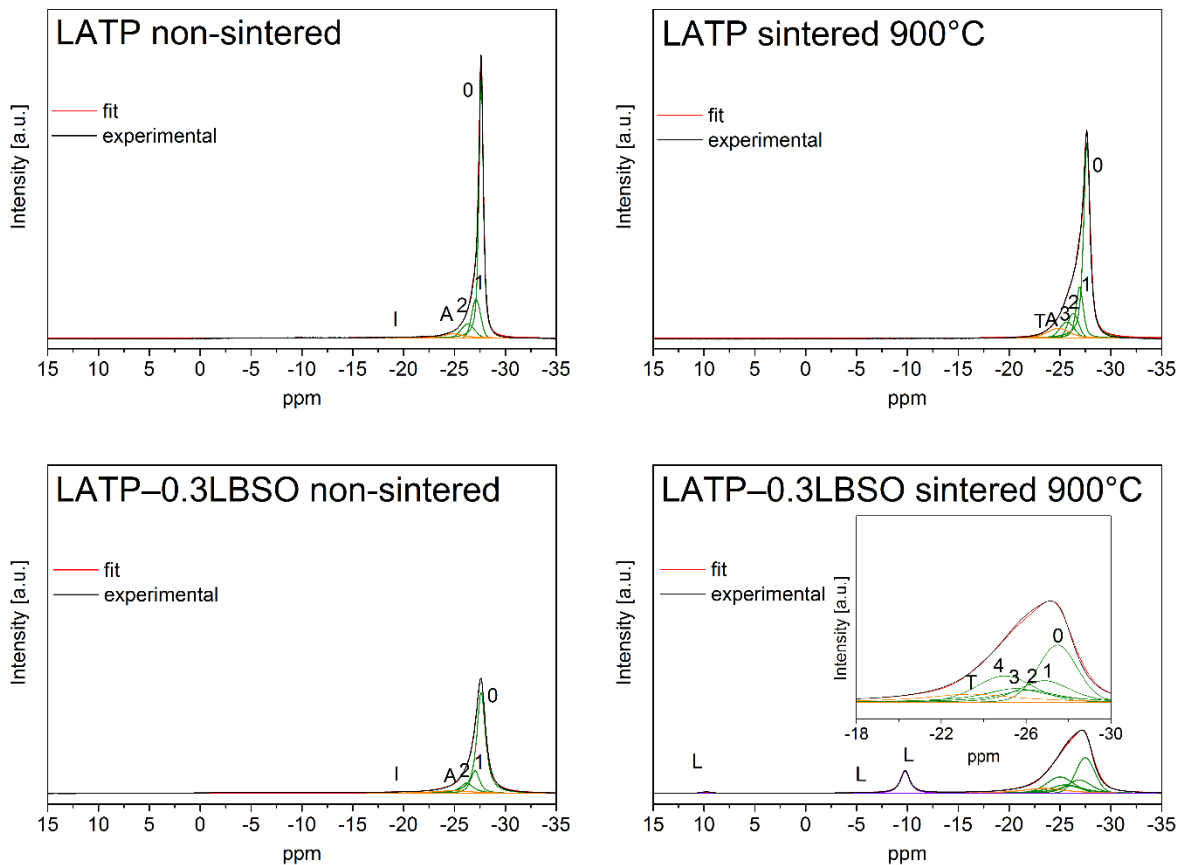 LATP non-sintered
fit
experimental
0
1
2
A
I
Intensity [a.u.]
15 10 5 0 -5 -10 -15 -20 -25 -30 -35
ppm
LATP sintered 900°C
fit
experimental
0
1
2
3
TA
Intensity [a.u.]
15 10 5 0 -5 -10 -15 -20 -25 -30 -35
ppm
LATP–0.3LBSO non-sintered
fit
experimental
0
I
A 2 1
Intensity [a.u.]
15 10 5 0 -5 -10 -15 -20 -25 -30 -35
ppm
LATP–0.3LBSO sintered 900°C
fit
experimental
Intensity [a.u.]
0
T 4 3 2 1
-18 -22 -26 -30
ppm
L L L
Intensity [a.u.]
15 10 5 0 -5 -10 -15 -20 -25 -30 -35
ppm